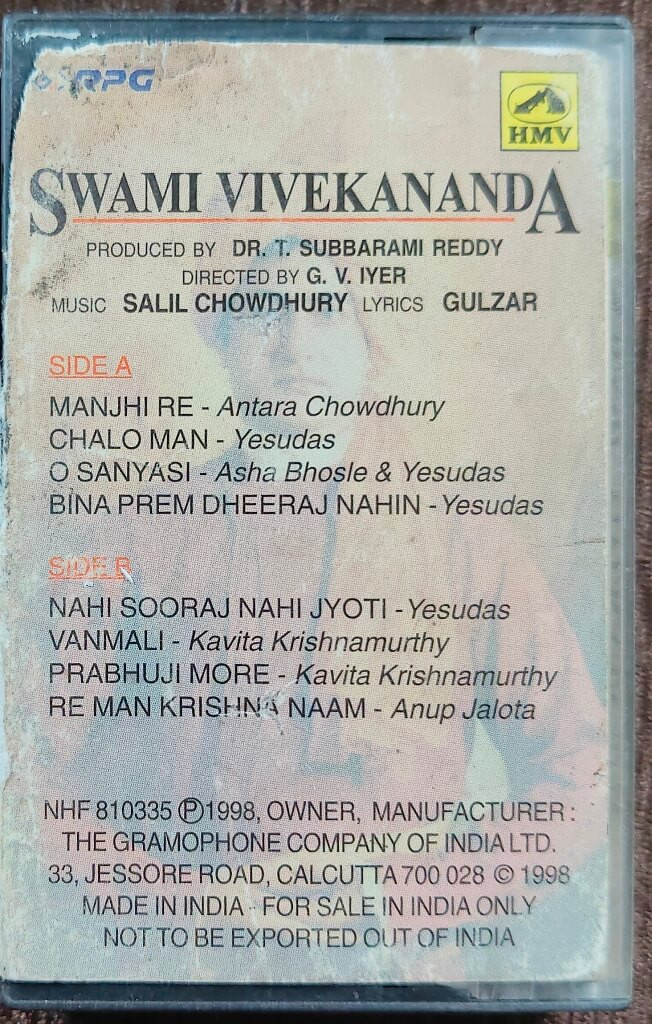 RPG
HMV
SWAMI VIVEKANANDA
PRODUCED BY DR. T. SUBBARAMI REDDY
DIRECTED BY G. V. IYER
MUSIC SALIL CHOWDHURY LYRICS GULZAR
SIDE A
MANJHI RE - Antara Chowdhury
CHALO MAN - Yesudas
O SANYASI - Asha Bhosle & Yesudas
BINA PREM DHEERAJ NAHIN - Yesudas
SIDE B
NAHI SOORAJ NAHI JYOTI - Yesudas
VANMALI - Kavita Krishnamurthy
PRABHUJI MORE - Kavita Krishnamurthy
RE MAN KRISHNA NAAM - Anup Jalota
NHF 810335 Ⓟ 1998, OWNER, MANUFACTURER :
THE GRAMOPHONE COMPANY OF INDIA LTD.
33, JESSORE ROAD, CALCUTTA 700 028 © 1998
MADE IN INDIA - FOR SALE IN INDIA ONLY
NOT TO BE EXPORTED OUT OF INDIA